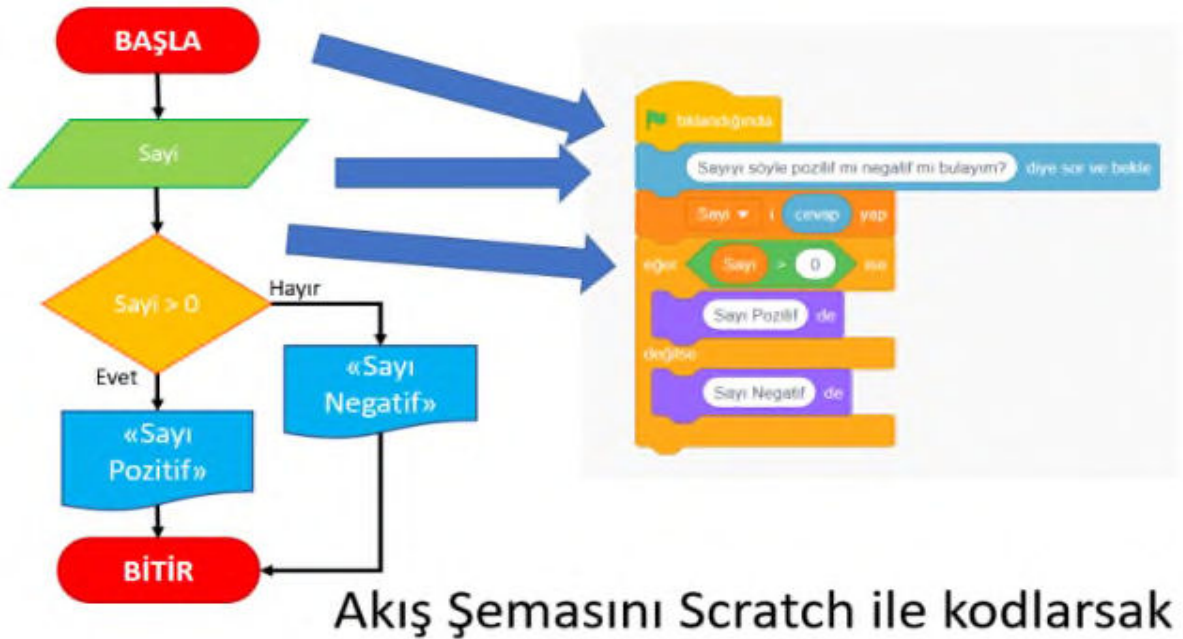 BAŞLA
Sayi
Sayi > 0
Hayır
Evet
«Sayı
Negatif»
«Sayı
Pozitif»
BİTİR
tıklandığında
Sayıyı söyle pozitif mi negatif mi bulayım? diye sor ve bekle
Sayi i cevap yap
eğer Sayi > 0 ise
Sayı Pozitif de
değilse
Sayı Negatif de
Akış Şemasını Scratch ile kodlarsak